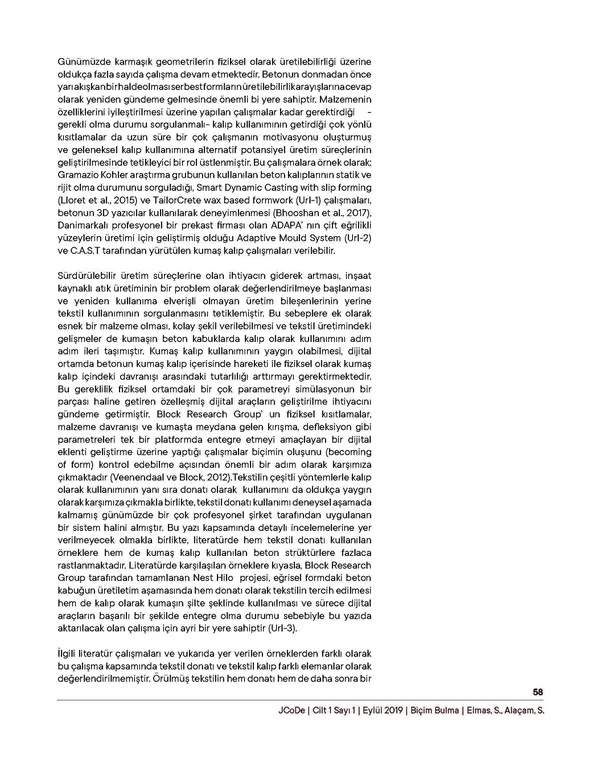 Günümüzde karmaşık geometrilerin fiziksel olarak üretilebilirliği üzerine
oldukça fazla sayıda çalışma devam etmektedir. Betonun donmadan önce
yarı akışkan bir halde olması serbest formların üretilebilirlik arayışlarına cevap
olarak yeniden gündeme gelmesinde önemli bi yere sahiptir. Malzemenin
özelliklerini iyileştirilmesi üzerine yapılan çalışmalar kadar gerektirdiği -
gerekli olma durumu sorgulanmalı- kalıp kullanımının getirdiği çok yönlü
kısıtlamalar da uzun süre bir çok çalışmanın motivasyonu oluşturmuş
ve geleneksel kalıp kullanımına alternatif potansiyel üretim süreçlerinin
geliştirilmesinde tetikleyici bir rol üstlenmiştir. Bu çalışmalara örnek olarak;
Gramazio Kohler araştırma grubunun kullanılan beton kalıplarının statik ve
rijit olma durumunu sorguladığı, Smart Dynamic Casting with slip forming
(Lloret et al., 2015) ve TailorCrete wax based formwork (Url-1) çalışmaları,
betonun 3D yazıcılar kullanılarak deneyimlenmesi (Bhooshan et al., 2017),
Danimarkalı profesyonel bir prekast firması olan ADAPA' nın çift eğrilikli
yüzeylerin üretimi için geliştirmiş olduğu Adaptive Mould System (Url-2)
ve C.A.S.T tarafından yürütülen kumaş kalıp çalışmaları verilebilir.
Sürdürülebilir üretim süreçlerine olan ihtiyacın giderek artması, inşaat
kaynaklı atık üretiminin bir problem olarak değerlendirilmeye başlanması
ve yeniden kullanıma elverişli olmayan üretim bileşenlerinin yerine
tekstil kullanımının sorgulanmasını tetiklemiştir. Bu sebeplere ek olarak
esnek bir malzeme olması, kolay şekil verilebilmesi ve tekstil üretimindeki
gelişmeler de kumaşın beton kabuklarda kalıp olarak kullanımını adım
adım ileri taşımıştır. Kumaş kalıp kullanımının yaygın olabilmesi, dijital
ortamda betonun kumaş kalıp içerisinde hareketi ile fiziksel olarak kumaş
kalıp içindeki davranışı arasındaki tutarlılığı arttırmayı gerektirmektedir.
Bu gereklilik fiziksel ortamdaki bir çok parametreyi simülasyonun bir
parçası haline getiren özelleşmiş dijital araçların geliştirilme ihtiyacını
gündeme getirmiştir. Block Research Group' un fiziksel kısıtlamalar,
malzeme davranışı ve kumaşta meydana gelen kırışma, defleksiyon gibi
parametreleri tek bir platformda entegre etmeyi amaçlayan bir dijital
eklenti geliştirme üzerine yaptığı çalışmalar biçimin oluşunu (becoming
of form) kontrol edebilme açısından önemli bir adım olarak karşımıza
çıkmaktadır (Veenendaal ve Block, 2012).Tekstilin çeşitli yöntemlerle kalıp
olarak kullanımının yanı sıra donatı olarak kullanımını da oldukça yaygın
olarak karşımıza çıkmakla birlikte, tekstil donatı kullanımı deneysel aşamada
kalmamış günümüzde bir çok profesyonel şirket tarafından uygulanan
bir sistem halini almıştır. Bu yazı kapsamında detaylı incelemelerine yer
verilmeyecek olmakla birlikte, literatürde hem tekstil donatı kullanılan
örneklere hem de kumaş kalıp kullanılan beton strüktürlere fazlaca
rastlanmaktadır. Literatürde karşılaşılan örneklere kıyasla, Block Research
Group tarafından tamamlanan Nest Hilo projesi, eğrisel formdaki beton
kabuğun üretiletim aşamasında hem donatı olarak tekstilin tercih edilmesi
hem de kalıp olarak kumaşın şilte şeklinde kullanılması ve sürece dijital
araçların başarılı bir şekilde entegre olma durumu sebebiyle bu yazıda
aktarılacak olan çalışma için ayrı bir yere sahiptir (Url-3).
İlgili literatür çalışmaları ve yukarıda yer verilen örneklerden farklı olarak
bu çalışma kapsamında tekstil donatı ve tekstil kalıp farklı elemanlar olarak
değerlendirilmemiştir. Örülmüş tekstilin hem donatı hem de daha sonra bir
58
JCoDe | Cilt 1 Sayı 1 | Eylül 2019 | Biçim Bulma | Elmas, S., Alaçam, S.